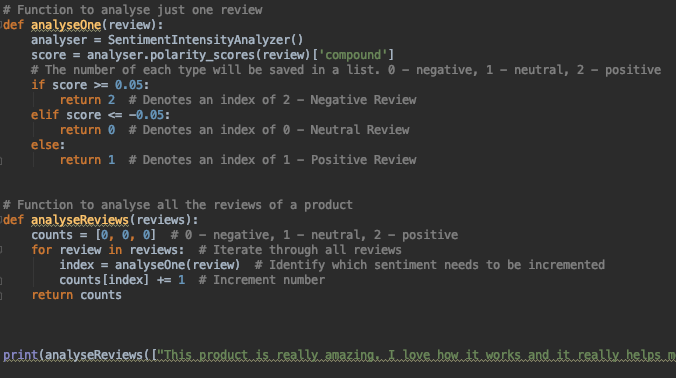 # Function to analyse just one review
def analyseOne(review):
    analyser = SentimentIntensityAnalyzer()
    score = analyser.polarity_scores(review)['compound']
    # The number of each type will be saved in a list. 0 - negative, 1 - neutral, 2 - positive
    if score >= 0.05:
        return 2  # Denotes an index of 2 - Negative Review
    elif score <= -0.05:
        return 0  # Denotes an index of 0 - Neutral Review
    else:
        return 1  # Denotes an index of 1 - Positive Review
# Function to analyse all the reviews of a product
def analyseReviews(reviews):
    counts = [0, 0, 0]  # 0 - negative, 1 - neutral, 2 - positive
    for review in reviews:  # Iterate through all reviews
        index = analyseOne(review)  # Identify which sentiment needs to be incremented
        counts[index] += 1  # Increment number
    return counts
print(analyseReviews(["This product is really amazing, I love how it works and it really helps m